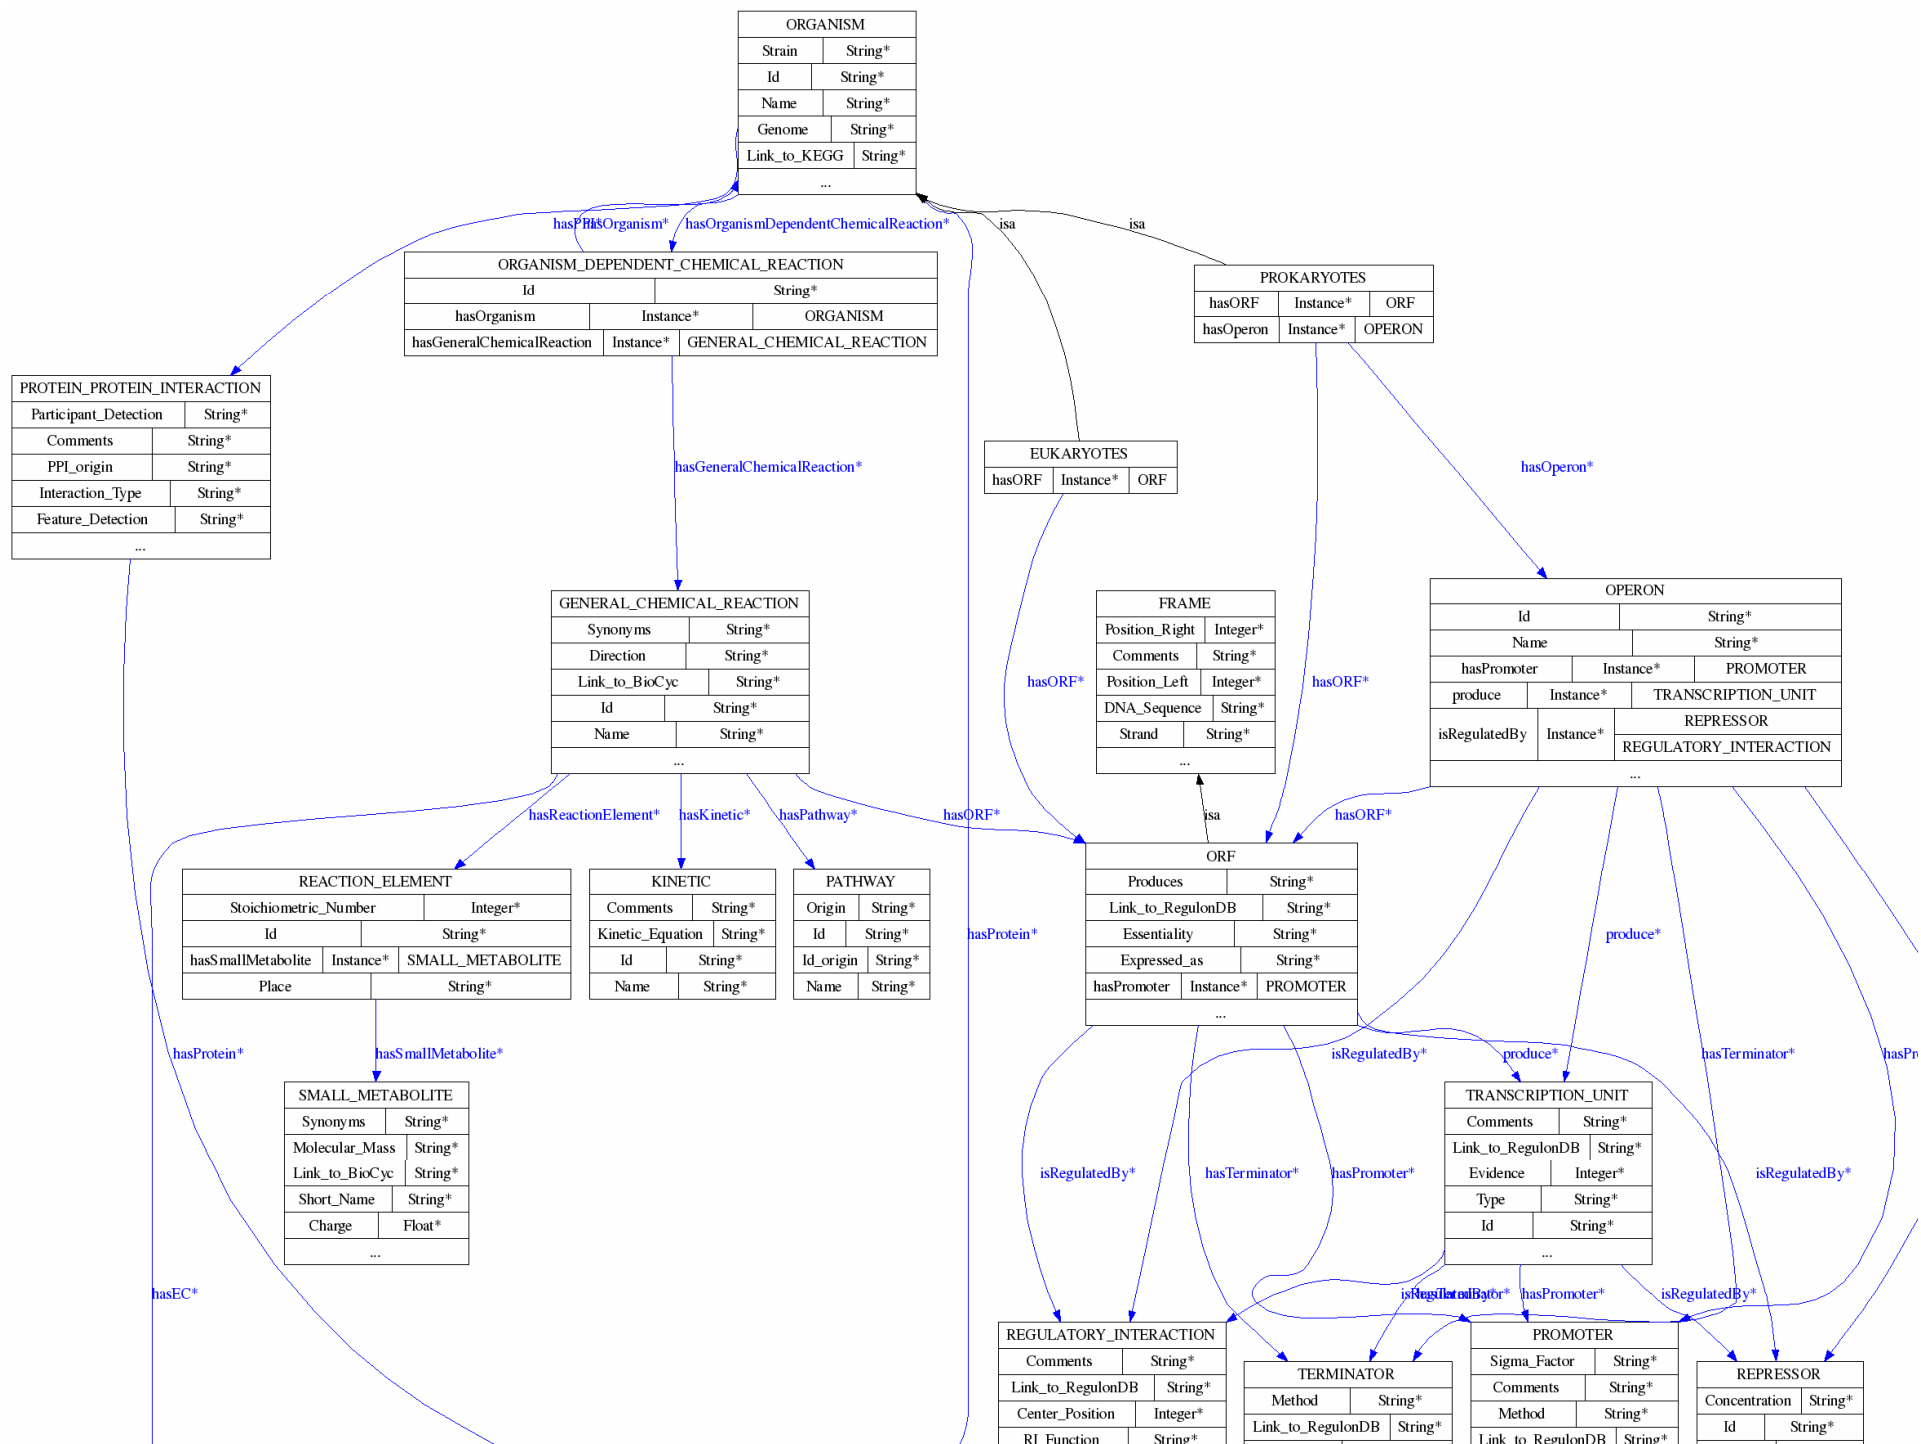 ORGANISM
Strain String*
Id String*
Name String*
Genome String*
Link_to_KEGG String*
...
hasPPI*
hasOrganism*
hasOrganismDependentChemicalReaction*
isa
isa
ORGANISM_DEPENDENT_CHEMICAL_REACTION
Id String*
hasOrganism Instance* ORGANISM
hasGeneralChemicalReaction Instance* GENERAL_CHEMICAL_REACTION
PROKARYOTES
hasORF Instance* ORF
hasOperon Instance* OPERON
PROTEIN_PROTEIN_INTERACTION
Participant_Detection String*
Comments String*
PPI_origin String*
Interaction_Type String*
Feature_Detection String*
...
hasGeneralChemicalReaction*
EUKARYOTES
hasORF Instance* ORF
hasOperon*
GENERAL_CHEMICAL_REACTION
Synonyms String*
Direction String*
Link_to_BioCyc String*
Id String*
Name String*
...
hasORF*
FRAME
Position_Right Integer*
Comments String*
Position_Left Integer*
DNA_Sequence String*
Strand String*
...
hasORF*
OPERON
Id String*
Name String*
hasPromoter Instance* PROMOTER
produce Instance* TRANSCRIPTION_UNIT
isRegulatedBy Instance* REPRESSOR
REGULATORY_INTERACTION
...
hasReactionElement*
hasKinetic*
hasPathway*
hasORF*
isa
hasORF*
REACTION_ELEMENT
Stoichiometric_Number Integer*
Id String*
hasSmallMetabolite Instance* SMALL_METABOLITE
Place String*
KINETIC
Comments String*
Kinetic_Equation String*
Id String*
Name String*
PATHWAY
Origin String*
Id String*
Id_origin String*
Name String*
hasProtein*
ORF
Produces String*
Link_to_RegulonDB String*
Essentiality String*
Expressed_as String*
hasPromoter Instance* PROMOTER
...
produce*
hasProtein*
hasSmallMetabolite*
isRegulatedBy*
produce*
hasTerminator*
hasPr
SMALL_METABOLITE
Synonyms String*
Molecular_Mass String*
Link_to_BioCyc String*
Short_Name String*
Charge Float*
...
isRegulatedBy*
hasTerminator*
hasPromoter*
TRANSCRIPTION_UNIT
Comments String*
Link_to_RegulonDB String*
Evidence Integer*
Type String*
Id String*
...
isRegulatedBy*
hasEC*
isRegulatedBy*
hasTerminator*
hasPromoter*
isRegulatedBy*
REGULATORY_INTERACTION
Comments String*
Link_to_RegulonDB String*
Center_Position Integer*
RI_Function String*
TERMINATOR
Method String*
Link_to_RegulonDB String*
PROMOTER
Sigma_Factor String*
Comments String*
Method String*
Link_to_RegulonDB String*
REPRESSOR
Concentration String*
Id String*